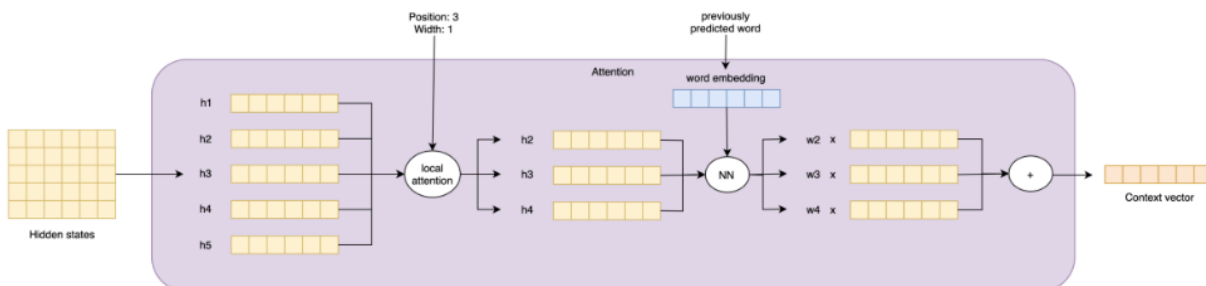 Position: 3
Width: 1
previously
predicted word
Attention
word embedding
h1
h2
h3
h4
h5
local
attention
h2
h3
h4
NN
w2 x
w3 x
w4 x
+
Hidden states
Context vector